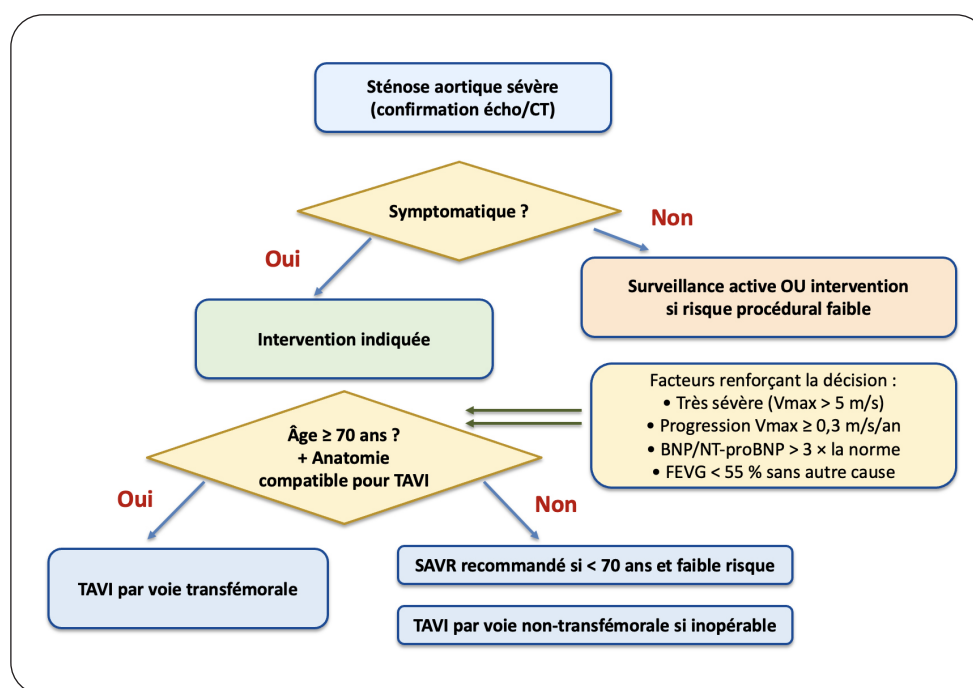 Sténose aortique sévère
(confirmation écho/CT)
Symptomatique ?
Oui
Non
Intervention indiquée
Surveillance active OU intervention
si risque procédural faible
Facteurs renforçant la décision :
• Très sévère (Vmax > 5 m/s)
• Progression Vmax ≥ 0,3 m/s/an
• BNP/NT-proBNP > 3 × la norme
• FEVG < 55 % sans autre cause
Âge ≥ 70 ans ?
+ Anatomie
compatible pour TAVI
Oui
Non
TAVI par voie transfémorale
SAVR recommandé si < 70 ans et faible risque
TAVI par voie non-transfémorale si inopérable